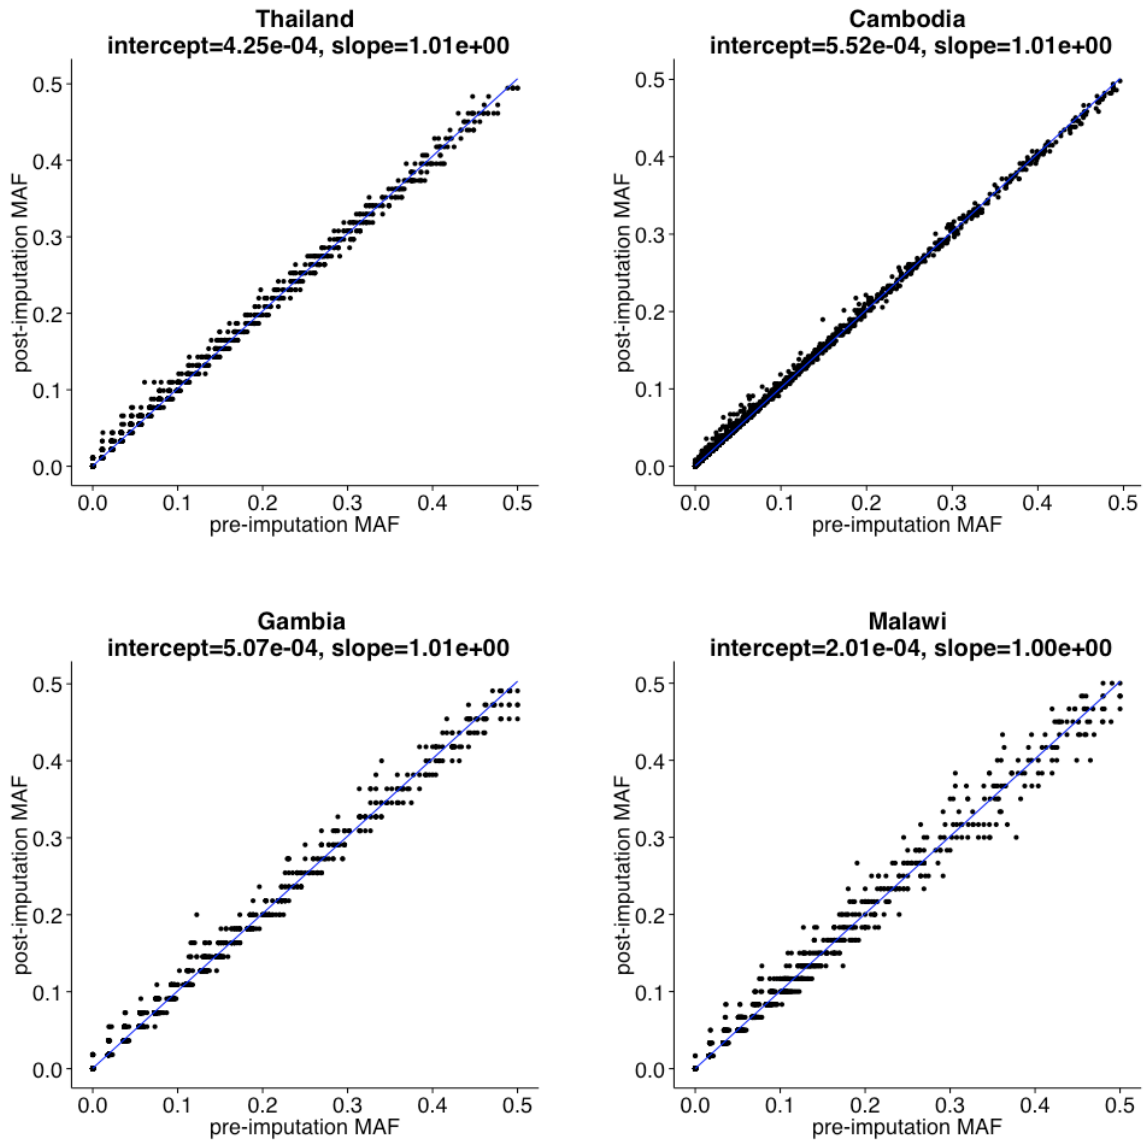 Thailand
intercept=4.25e-04, slope=1.01e+00
0.5
0.4
0.3
0.2
0.1
0.0
post-imputation MAF
0.0 0.1 0.2 0.3 0.4 0.5
pre-imputation MAF
Cambodia
intercept=5.52e-04, slope=1.01e+00
0.5
0.4
0.3
0.2
0.1
0.0
post-imputation MAF
0.0 0.1 0.2 0.3 0.4 0.5
pre-imputation MAF
Gambia
intercept=5.07e-04, slope=1.01e+00
0.5
0.4
0.3
0.2
0.1
0.0
post-imputation MAF
0.0 0.1 0.2 0.3 0.4 0.5
pre-imputation MAF
Malawi
intercept=2.01e-04, slope=1.00e+00
0.5
0.4
0.3
0.2
0.1
0.0
post-imputation MAF
0.0 0.1 0.2 0.3 0.4 0.5
pre-imputation MAF